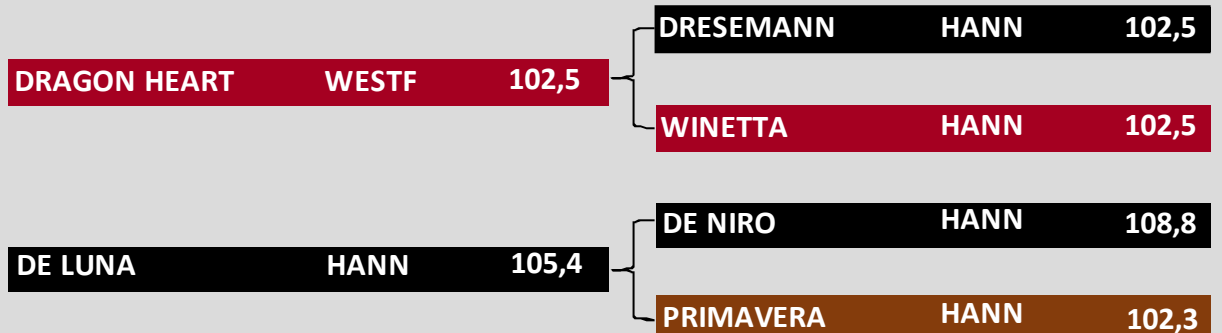 DRESEMANN HANN 102,5
DRAGON HEART WESTF 102,5
WINETTA HANN 102,5
DE NIRO HANN 108,8
DE LUNA HANN 105,4
PRIMAVERA HANN 102,3